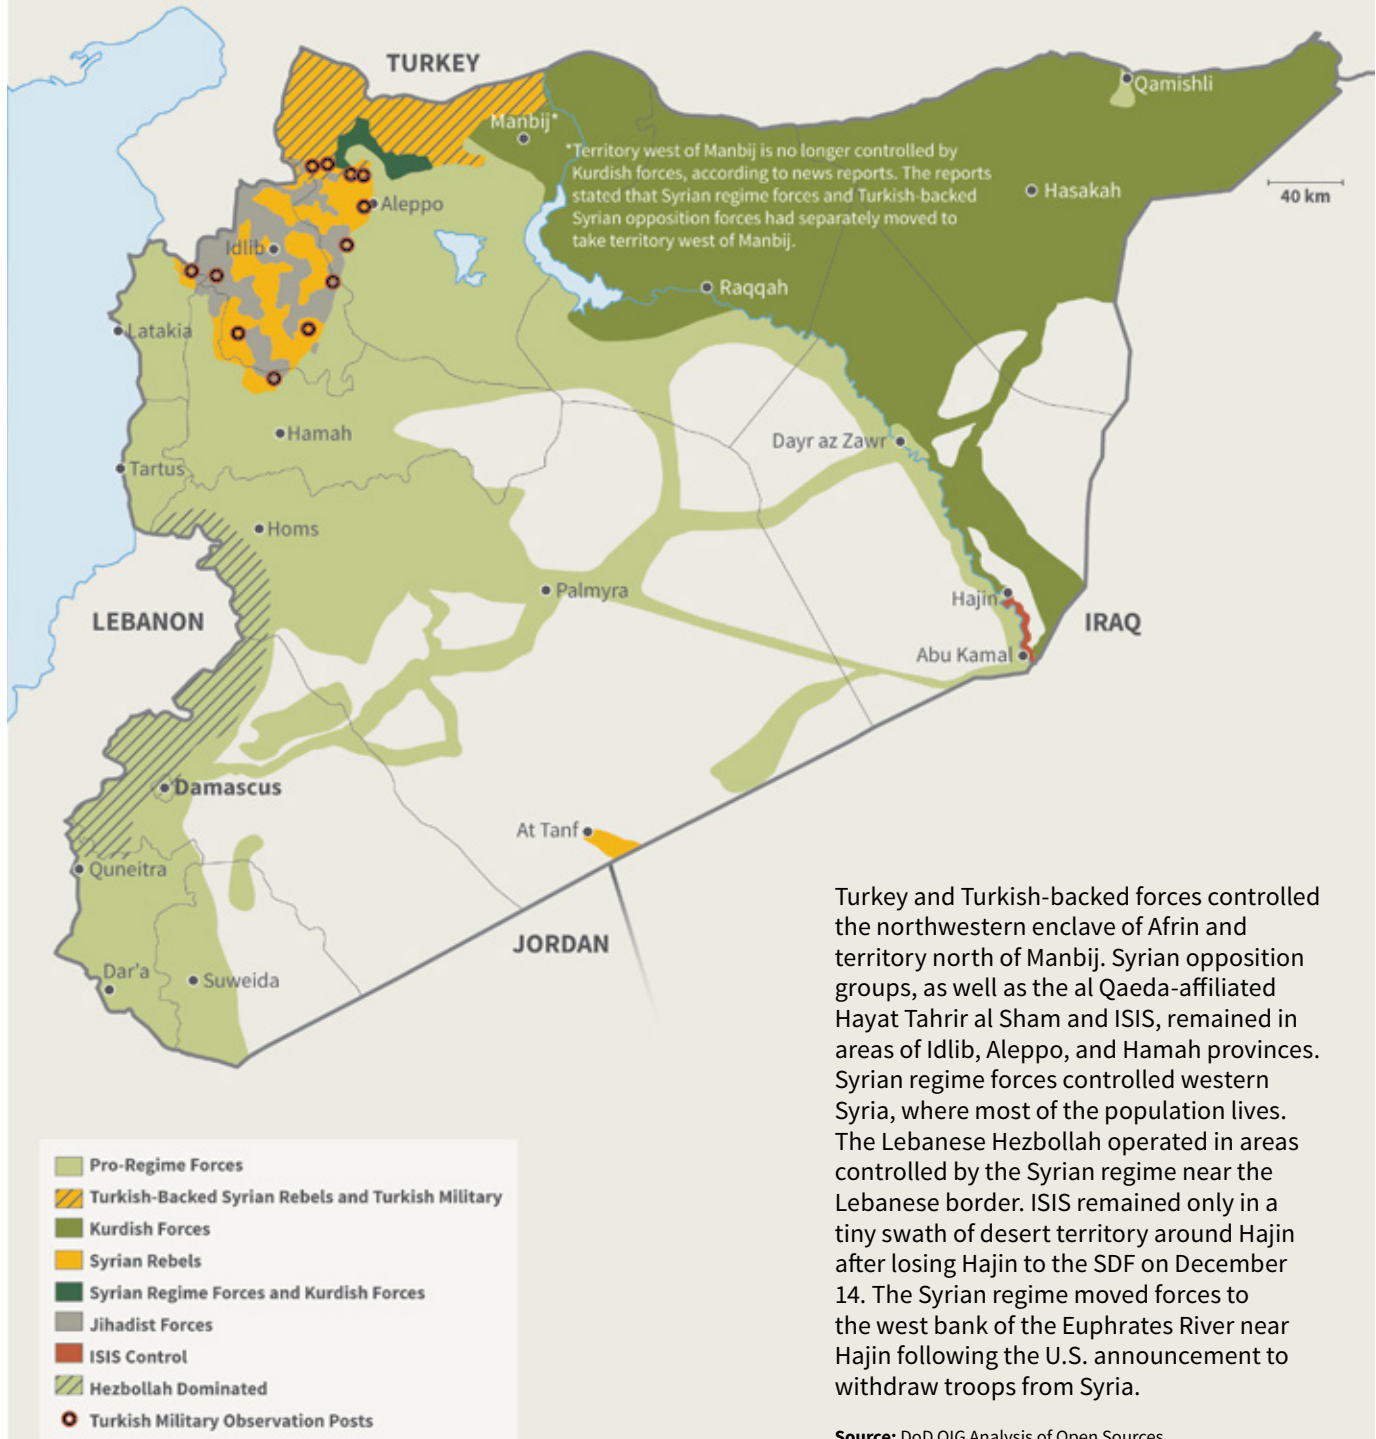 TURKEY
Qamishli
Manbij*
*Territory west of Manbij is no longer controlled by
Kurdish forces, according to news reports. The reports
stated that Syrian regime forces and Turkish-backed
Syrian opposition forces had separately moved to
take territory west of Manbij.
Hasakah
40 km
Aleppo
Idlib
Raqqah
Latakia
Hamah
Dayr az Zawr
Tartus
Homs
Palmyra
Hajin
LEBANON
IRAQ
Abu Kamal
Damascus
At Tanf
Quneitra
JORDAN
Dar'a
Suweida
Turkey and Turkish-backed forces controlled
the northwestern enclave of Afrin and
territory north of Manbij. Syrian opposition
groups, as well as the al Qaeda-affiliated
Hayat Tahrir al Sham and ISIS, remained in
areas of Idlib, Aleppo, and Hamah provinces.
Syrian regime forces controlled western
Syria, where most of the population lives.
The Lebanese Hezbollah operated in areas
controlled by the Syrian regime near the
Lebanese border. ISIS remained only in a
tiny swath of desert territory around Hajin
after losing Hajin to the SDF on December
14. The Syrian regime moved forces to
the west bank of the Euphrates River near
Hajin following the U.S. announcement to
withdraw troops from Syria.
Source: DoD OIG Analysis of Open Sources
Pro-Regime Forces
Turkish-Backed Syrian Rebels and Turkish Military
Kurdish Forces
Syrian Rebels
Syrian Regime Forces and Kurdish Forces
Jihadist Forces
ISIS Control
Hezbollah Dominated
Turkish Military Observation Posts